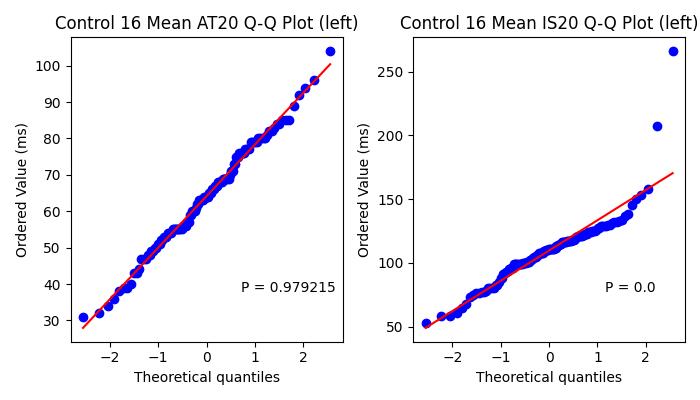 Control 16 Mean AT20 Q-Q Plot (left)
Control 16 Mean IS20 Q-Q Plot (left)
Ordered Value (ms)
100
90
80
70
60
50
40
30
P = 0.979215
−2
−1
0
1
2
Theoretical quantiles
Ordered Value (ms)
250
200
150
100
50
P = 0.0
−2
−1
0
1
2
Theoretical quantiles